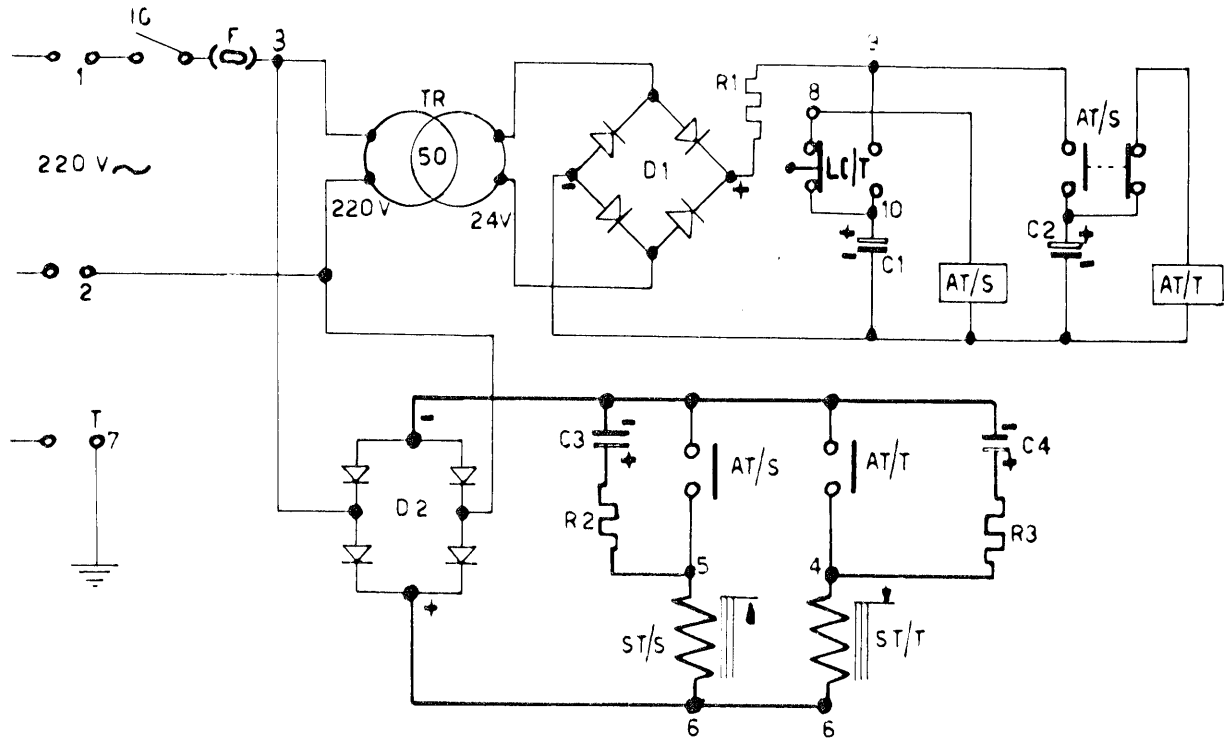 IG
F
3
1
TR
50
220 V
24V
220 V
2
T
7
D1
R1
9
8
LC/T
10
C1
AT/S
AT/S
C2
AT/T
D2
C3
R2
AT/S
AT/T
C4
R3
5
4
ST/S
ST/T
6
6